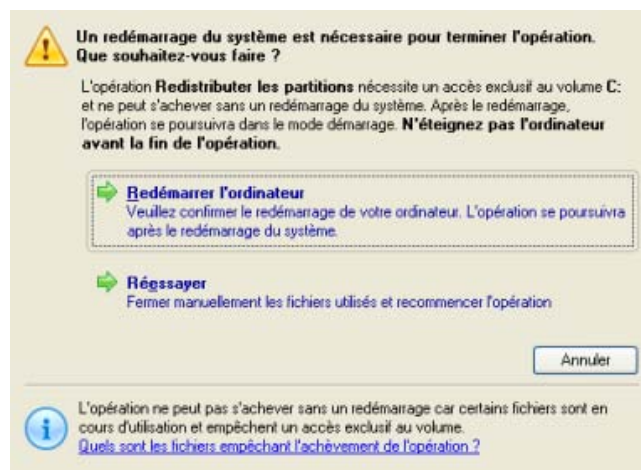 Un redémarrage du système est nécessaire pour terminer l'opération.
Que souhaitez-vous faire ?
L'opération Redistributer les partitions nécessite un accès exclusif au volume C:
et ne peut s'achever sans un redémarrage du système. Après le redémarrage,
l'opération se poursuivra dans le mode démarrage. N'éteignez pas l'ordinateur
avant la fin de l'opération.
Redémarrer l'ordinateur
Veuillez confirmer le redémarrage de votre ordinateur. L'opération se poursuivra
après le redémarrage du système.
Réessayer
Fermer manuellement les fichiers utilisés et recommencer l'opération
Annuler
L'opération ne peut pas s'achever sans un redémarrage car certains fichiers sont en
cours d'utilisation et empêchent un accès exclusif au volume.
Quels sont les fichiers empêchant l'achèvement de l'opération ?